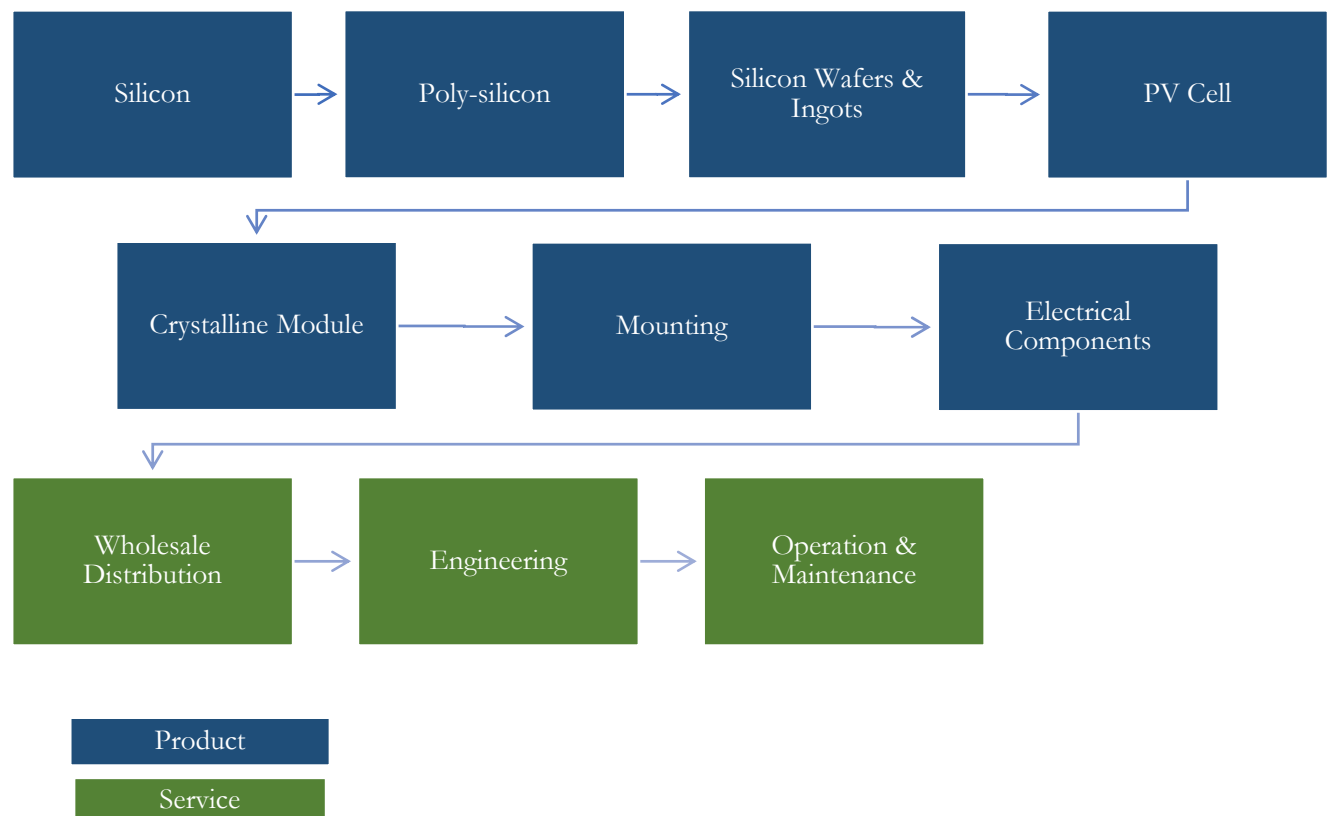 Silicon
Poly-silicon
Silicon Wafers &
Ingots
PV Cell
Crystalline Module
Mounting
Electrical
Components
Wholesale
Distribution
Engineering
Operation &
Maintenance
Product
Service